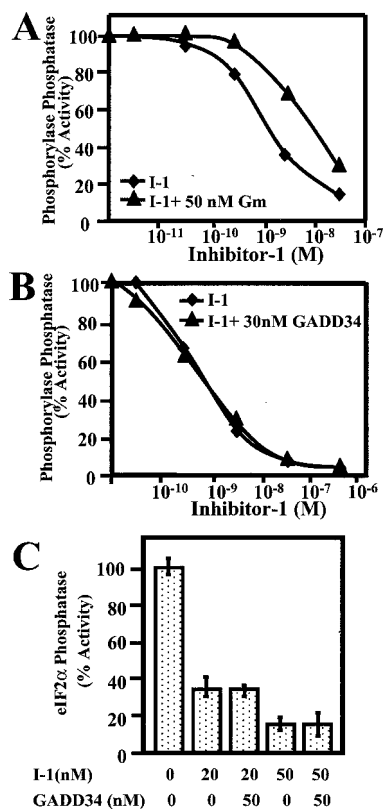 A
Phosphorylase Phosphatase
(% Activity)
100
80
60
40
20
0
I-1
I-1+ 50 nM Gm
10-11 10-10 10-9 10-8 10-7
Inhibitor-1 (M)
B
Phosphorylase Phosphatase
(% Activity)
100
80
60
40
20
0
I-1
I-1+ 30nM GADD34
10-10 10-9 10-8 10-7 10-6
Inhibitor-1 (M)
C
eIF2α Phosphatase
(% Activity)
100
80
60
40
20
0
I-1(nM) 0 20 20 50 50
GADD34 (nM) 0 0 50 0 50